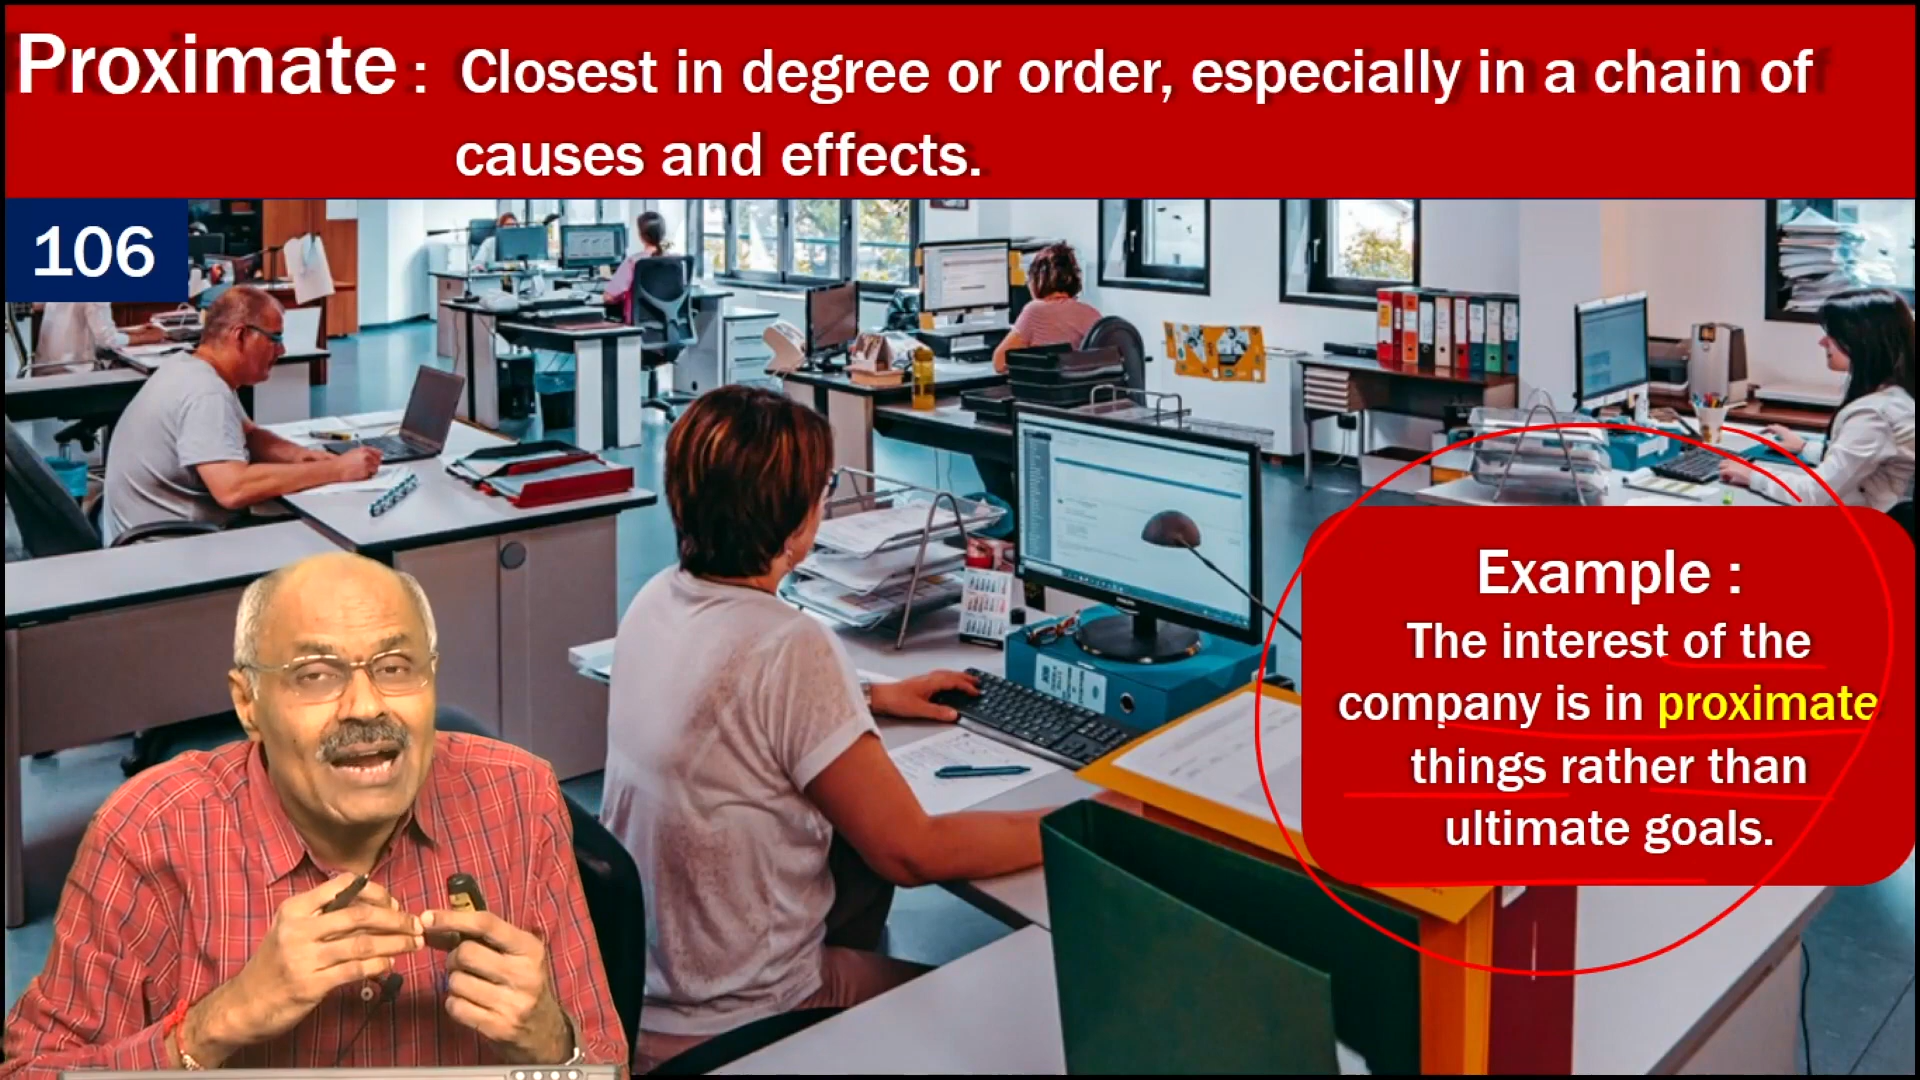 Proximate : Closest in degree or order, especially in a chain of
causes and effects.
106
Example :
The interest of the
company is in proximate
things rather than
ultimate goals.